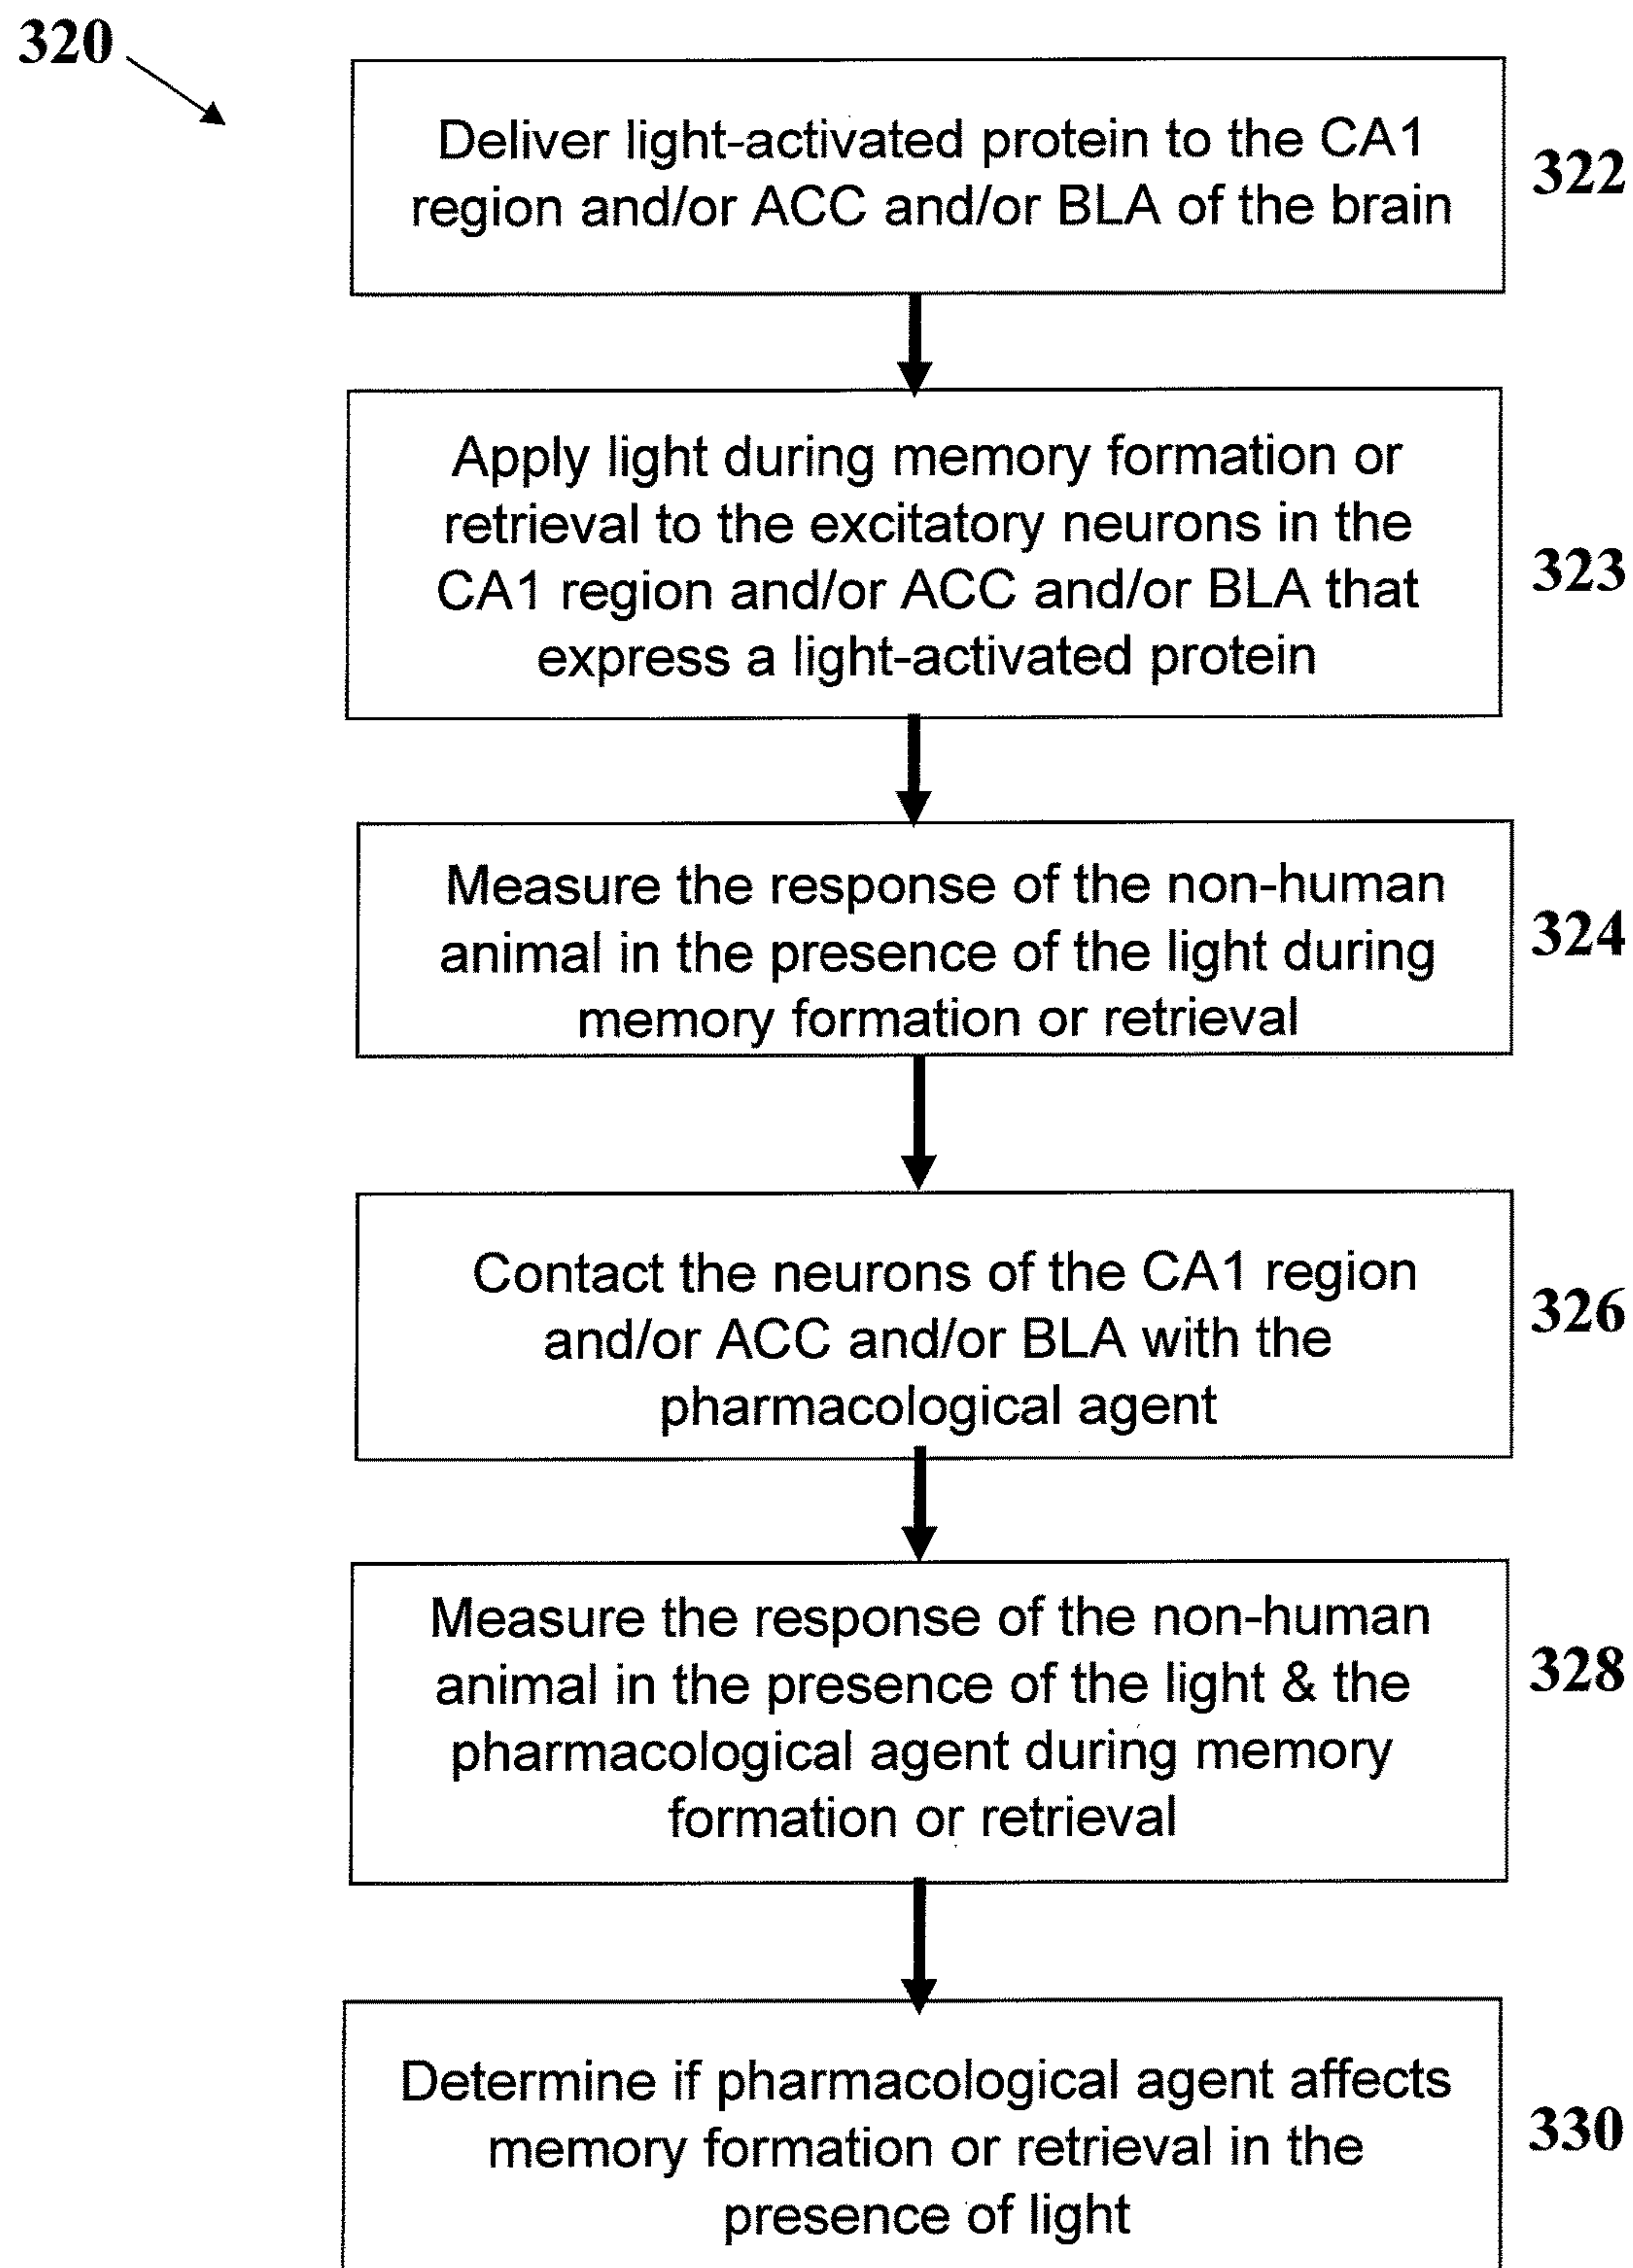 320
Deliver light-activated protein to the CA1
region and/or ACC and/or BLA of the brain
322
Apply light during memory formation or
retrieval to the excitatory neurons in the
CA1 region and/or ACC and/or BLA that
express a light-activated protein
323
Measure the response of the non-human
animal in the presence of the light during
memory formation or retrieval
324
Contact the neurons of the CA1 region
and/or ACC and/or BLA with the
pharmacological agent
326
Measure the response of the non-human
animal in the presence of the light & the
pharmacological agent during memory
formation or retrieval
328
Determine if pharmacological agent affects
memory formation or retrieval in the
presence of light
330